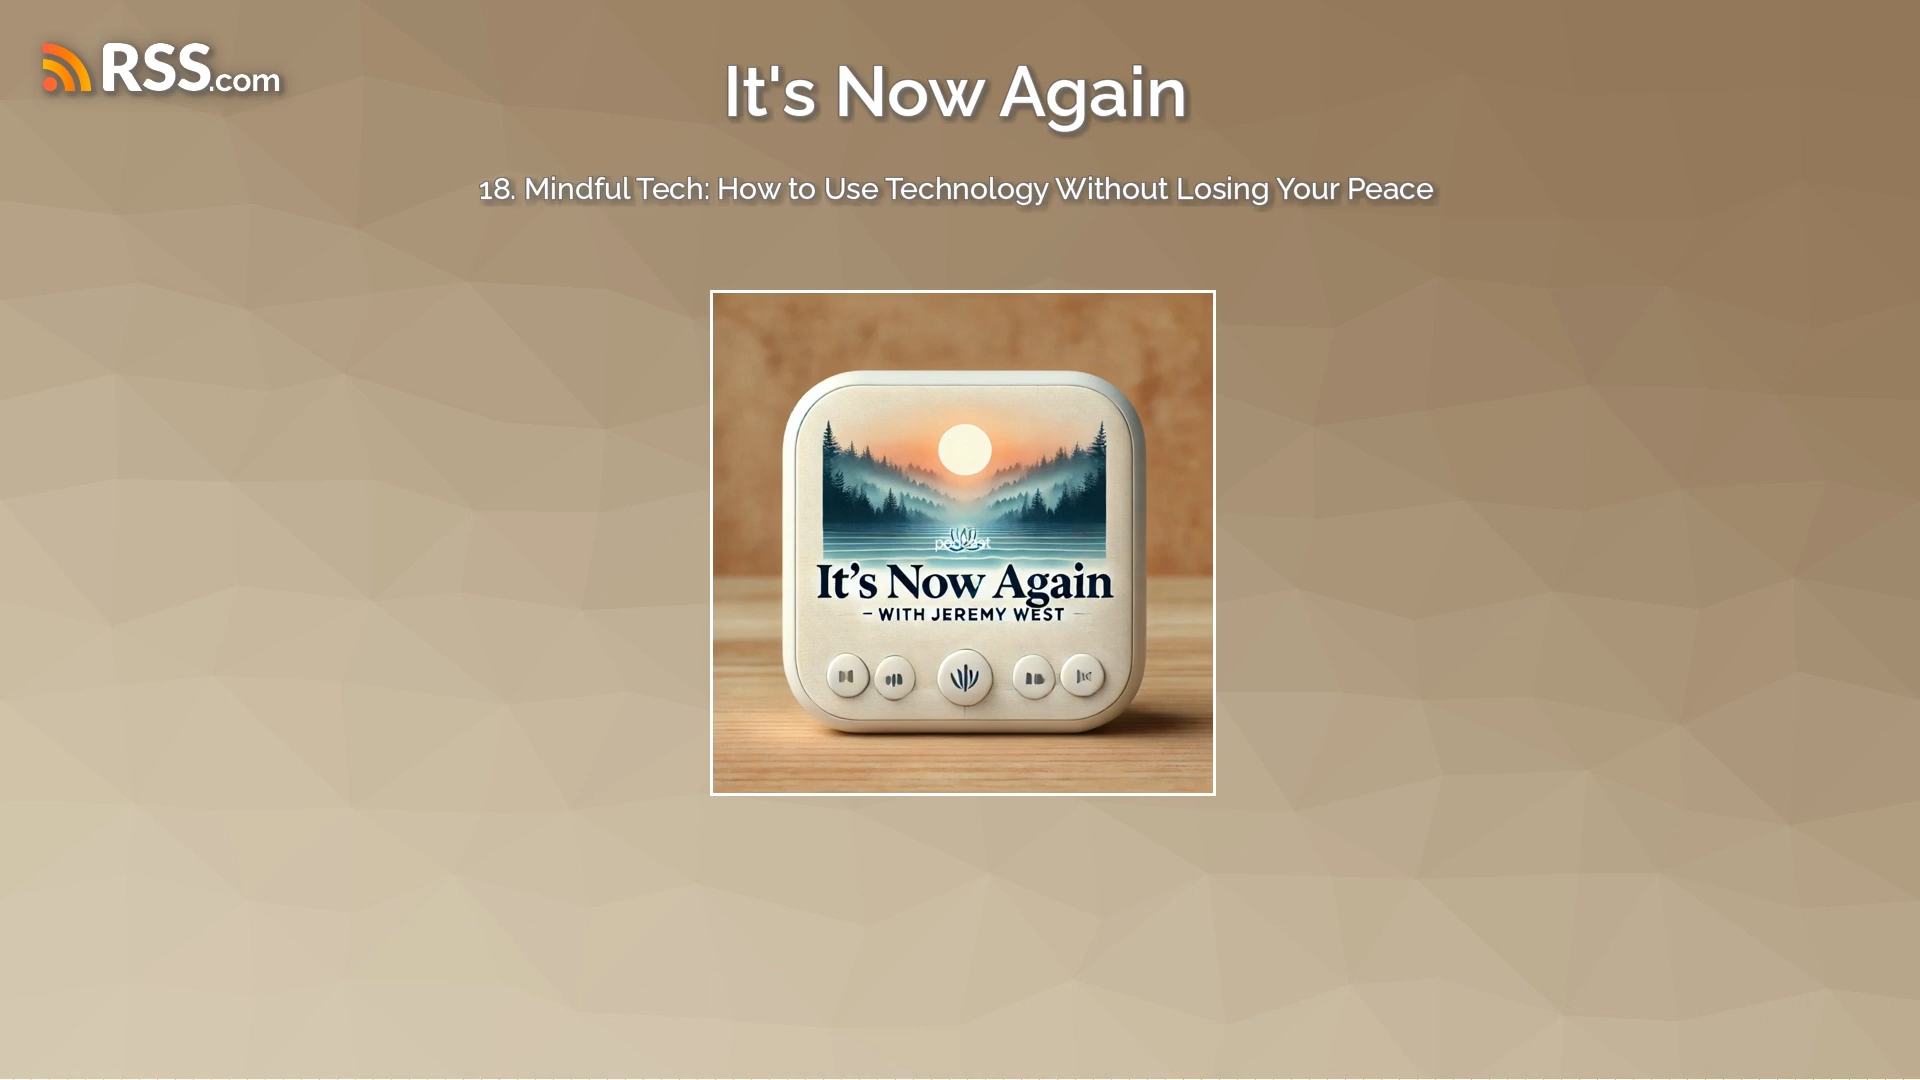 RSS.com
It's Now Again
18. Mindful Tech: How to Use Technology Without Losing Your Peace
podcast
It's Now Again
- WITH JEREMY WEST -